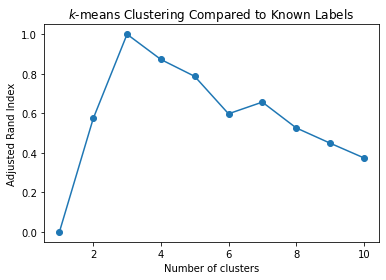 k-means Clustering Compared to Known Labels
1.0
0.8
0.6
0.4
0.2
0.0
Adjusted Rand Index
2 4 6 8 10
Number of clusters